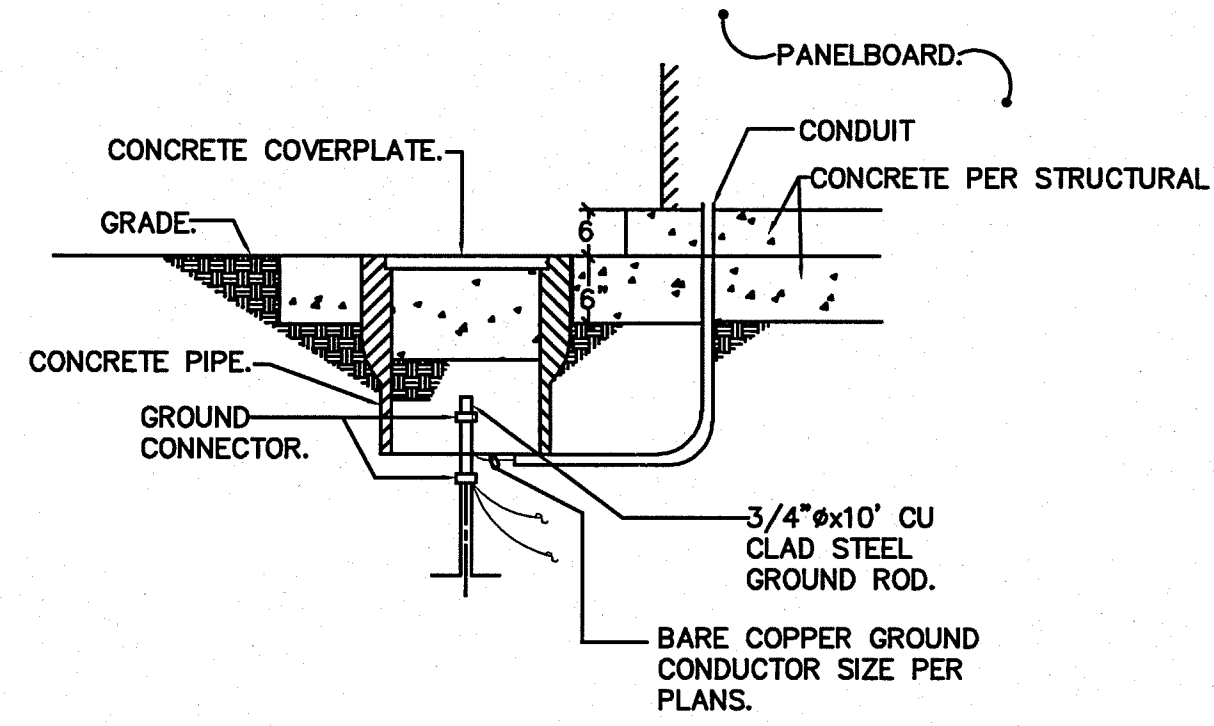 PANELBOARD.
CONDUIT
CONCRETE COVERPLATE.
CONCRETE PER STRUCTURAL
GRADE.
6
6"
CONCRETE PIPE.
GROUND
CONNECTOR.
3/4"øx10' CU
CLAD STEEL
GROUND ROD.
BARE COPPER GROUND
CONDUCTOR SIZE PER
PLANS.